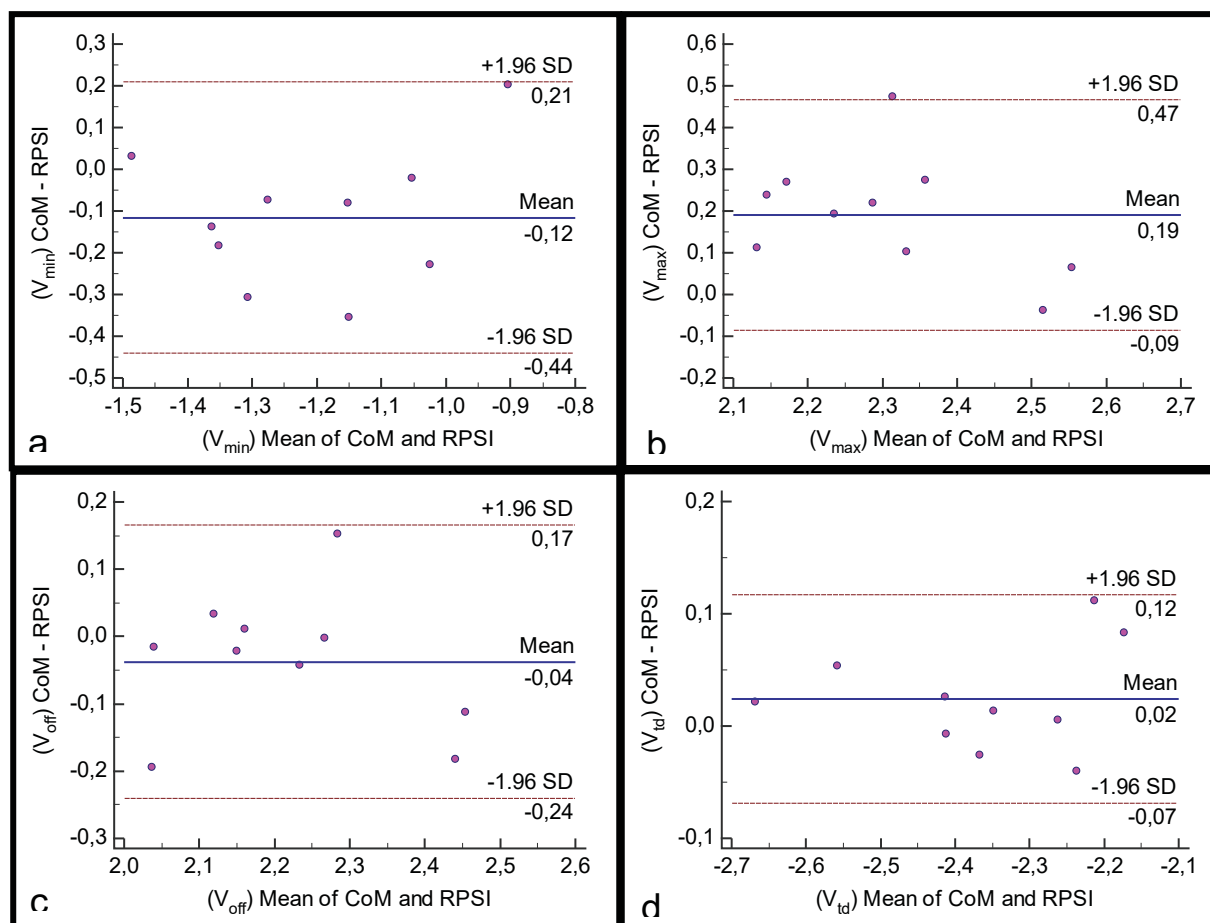 0,3
0,2
0,1
0,0
-0,1
-0,2
-0,3
-0,4
-0,5
(Vmin) CoM - RPSI
+1.96 SD
0,21
Mean
-0,12
-1.96 SD
-0,44
-1,5 -1,4 -1,3 -1,2 -1,1 -1,0 -0,9 -0,8
(Vmin) Mean of CoM and RPSI
a
0,6
0,5
0,4
0,3
0,2
0,1
0,0
-0,1
-0,2
(Vmax) CoM - RPSI
+1.96 SD
0,47
Mean
0,19
-1.96 SD
-0,09
2,1 2,2 2,3 2,4 2,5 2,6 2,7
(Vmax) Mean of CoM and RPSI
b
0,2
0,1
0,0
-0,1
-0,2
-0,3
(Voff) CoM - RPSI
+1.96 SD
0,17
Mean
-0,04
-1.96 SD
-0,24
2,0 2,1 2,2 2,3 2,4 2,5 2,6
(Voff) Mean of CoM and RPSI
c
0,2
0,1
0,0
-0,1
(Vtd) CoM - RPSI
+1.96 SD
0,12
Mean
0,02
-1.96 SD
-0,07
-2,7 -2,6 -2,5 -2,4 -2,3 -2,2 -2,1
(Vtd) Mean of CoM and RPSI
d